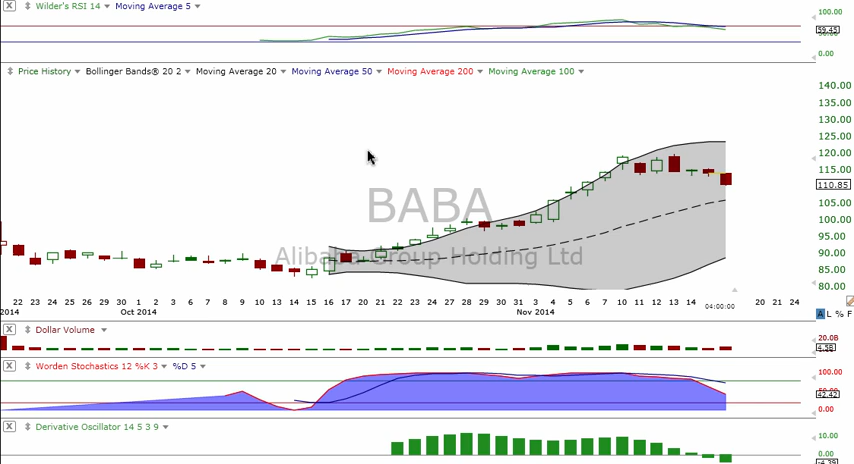 X Wilder's RSI 14 Moving Average 5
100.00
59.45
0.00
X Price History Bollinger Bands® 20 2 Moving Average 20 Moving Average 50 Moving Average 200 Moving Average 100
140.00
135.00
130.00
125.00
120.00
115.00
110.85
105.00
100.00
95.00
90.00
85.00
80.00
BABA
Alibaba Group Holding Ltd
22 23 24 25 26 29 30 1 2 3 6 7 8 9 10 13 14 15 16 17 20 21 22 23 24 27 28 29 30 31 3 4 5 6 7 10 11 12 13 14 04:00:00 20 21 24
2014 Oct 2014 Nov 2014 A L % F
X Dollar Volume
20.0B
4.5B
X Worden Stochastics 12 %K 3 %D 5
100.00
42.42
0.00
X Derivative Oscillator 14 5 3 9
10.00
0.00
-4.39